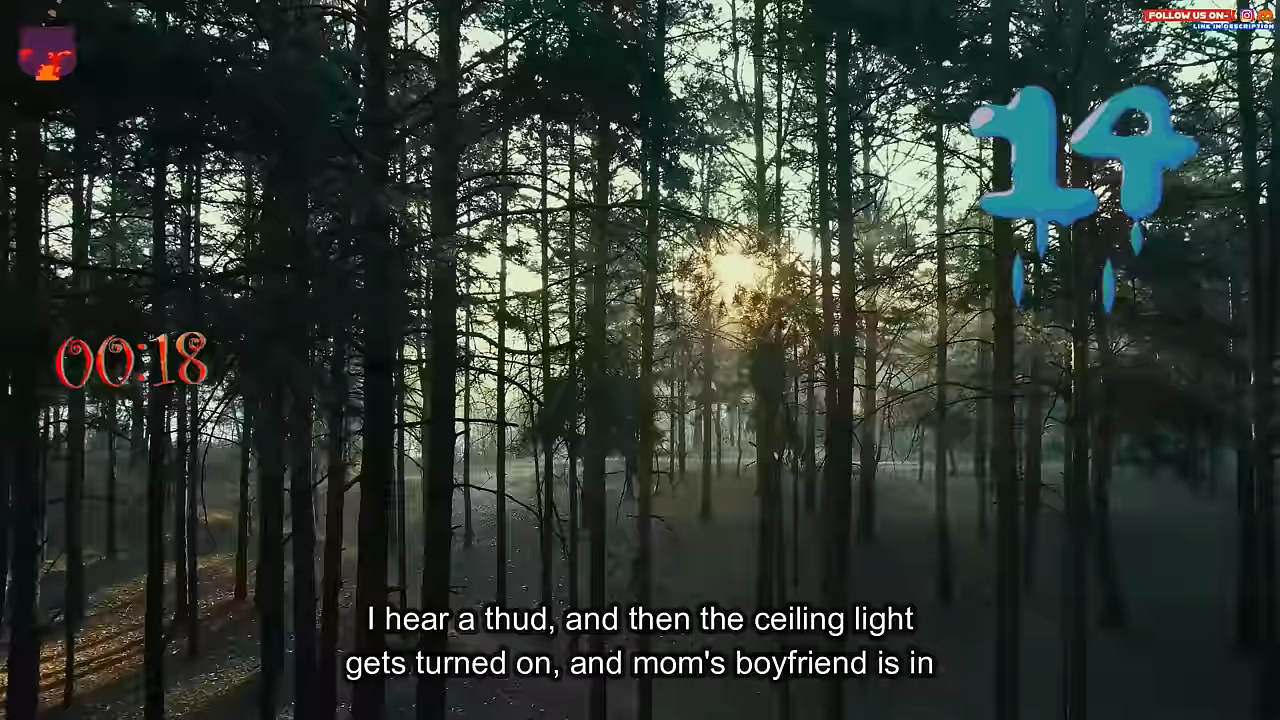 FOLLOW US ON-
LINK IN DESCRIPTION
14
00:18
I hear a thud, and then the ceiling light
gets turned on, and mom's boyfriend is in